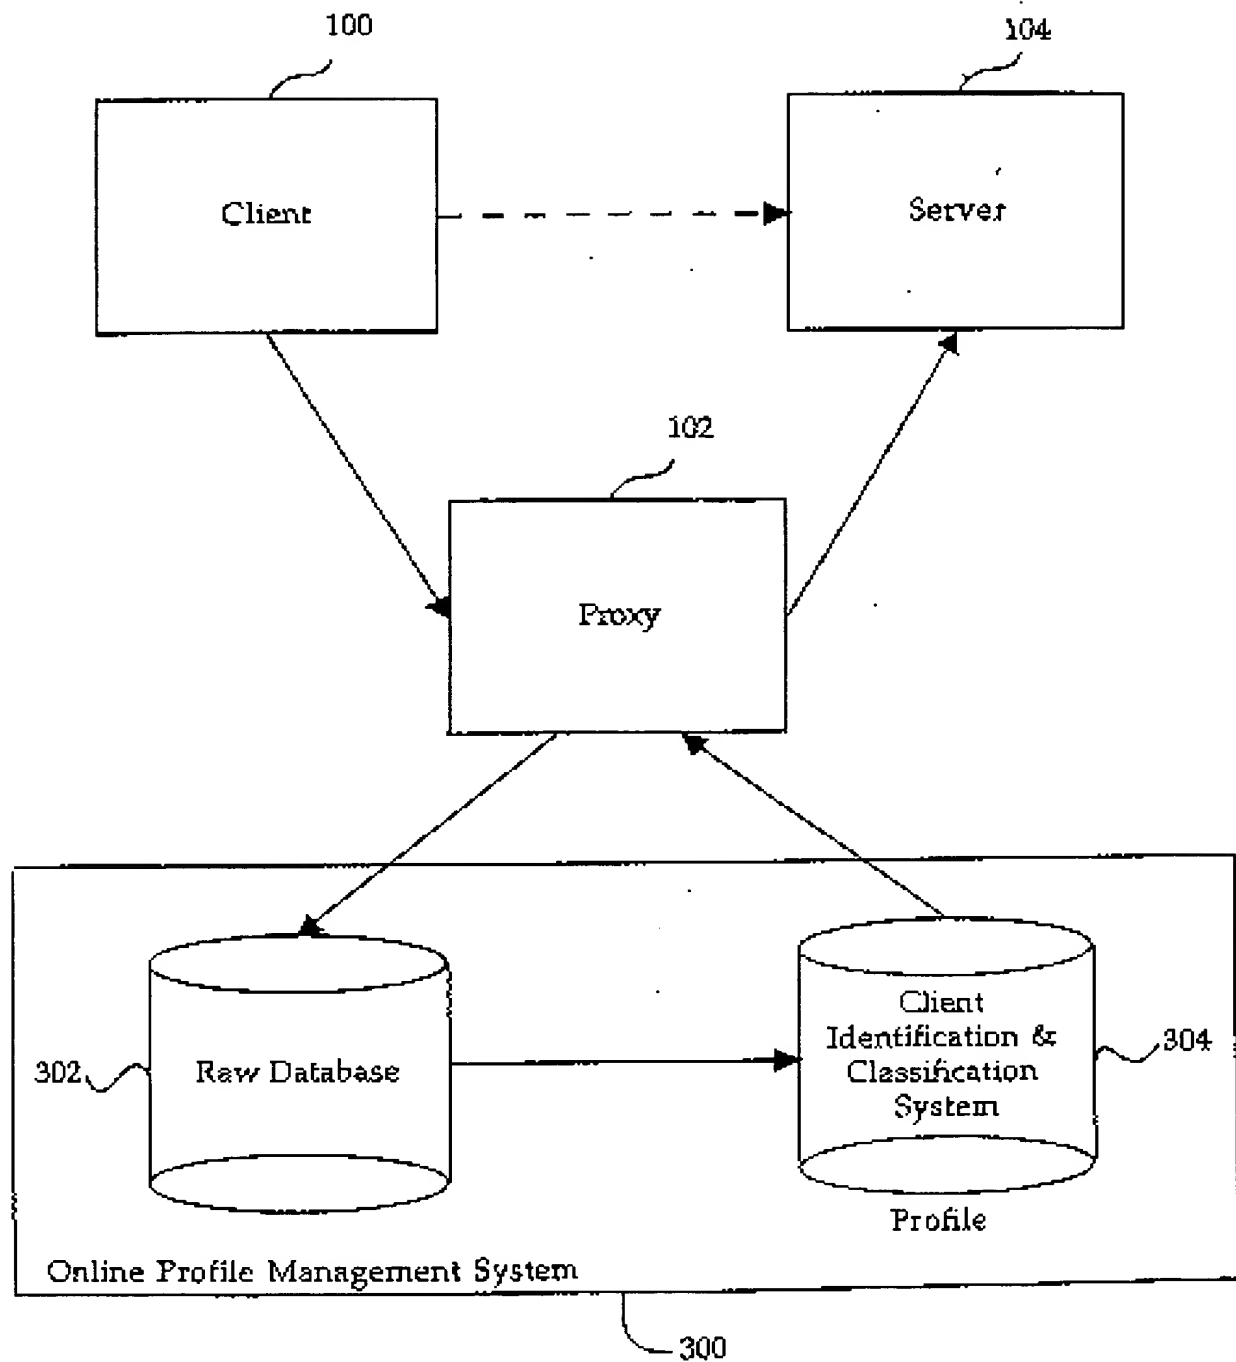 100
104
Client
Server
102
Proxy
302
Raw Database
Client
Identification &
Classification
System
304
Profile
Online Profile Management System
300